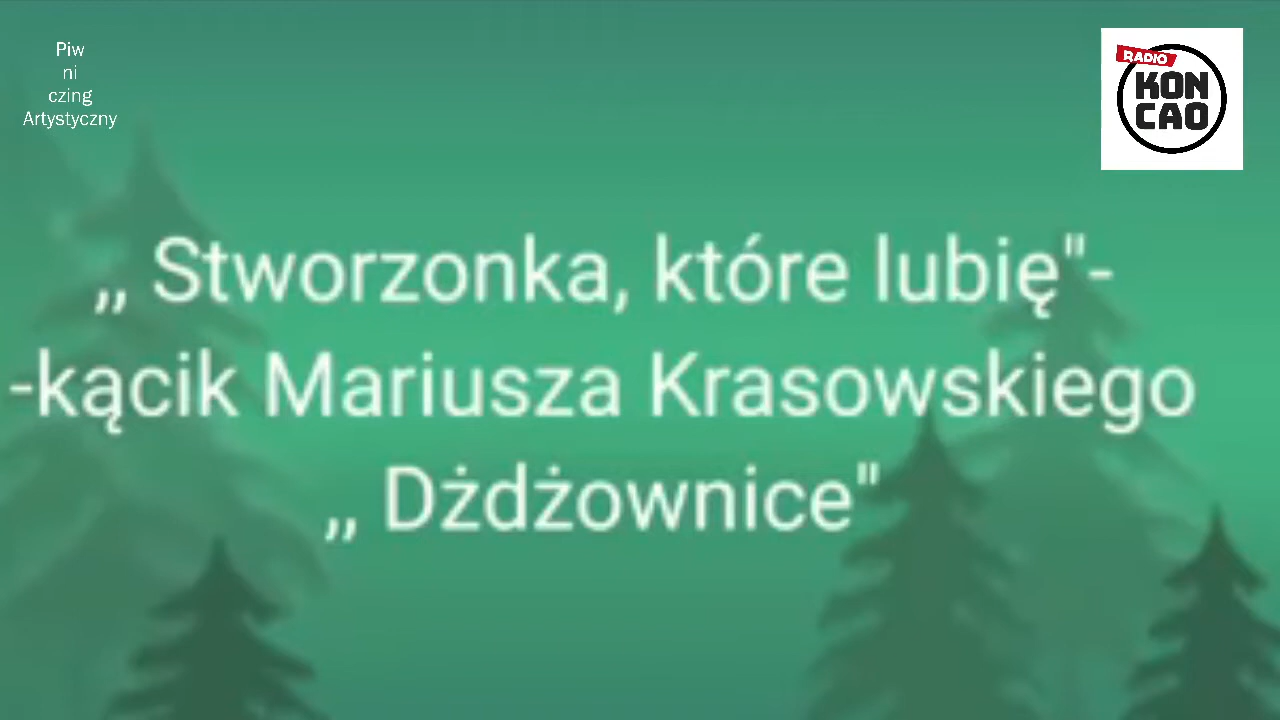 Piw
ni
czing
Artystyczny
RADIO
KON
CAO
,, Stworzonka, które lubię"-
-kącik Mariusza Krasowskiego
,, Dżdżownice"